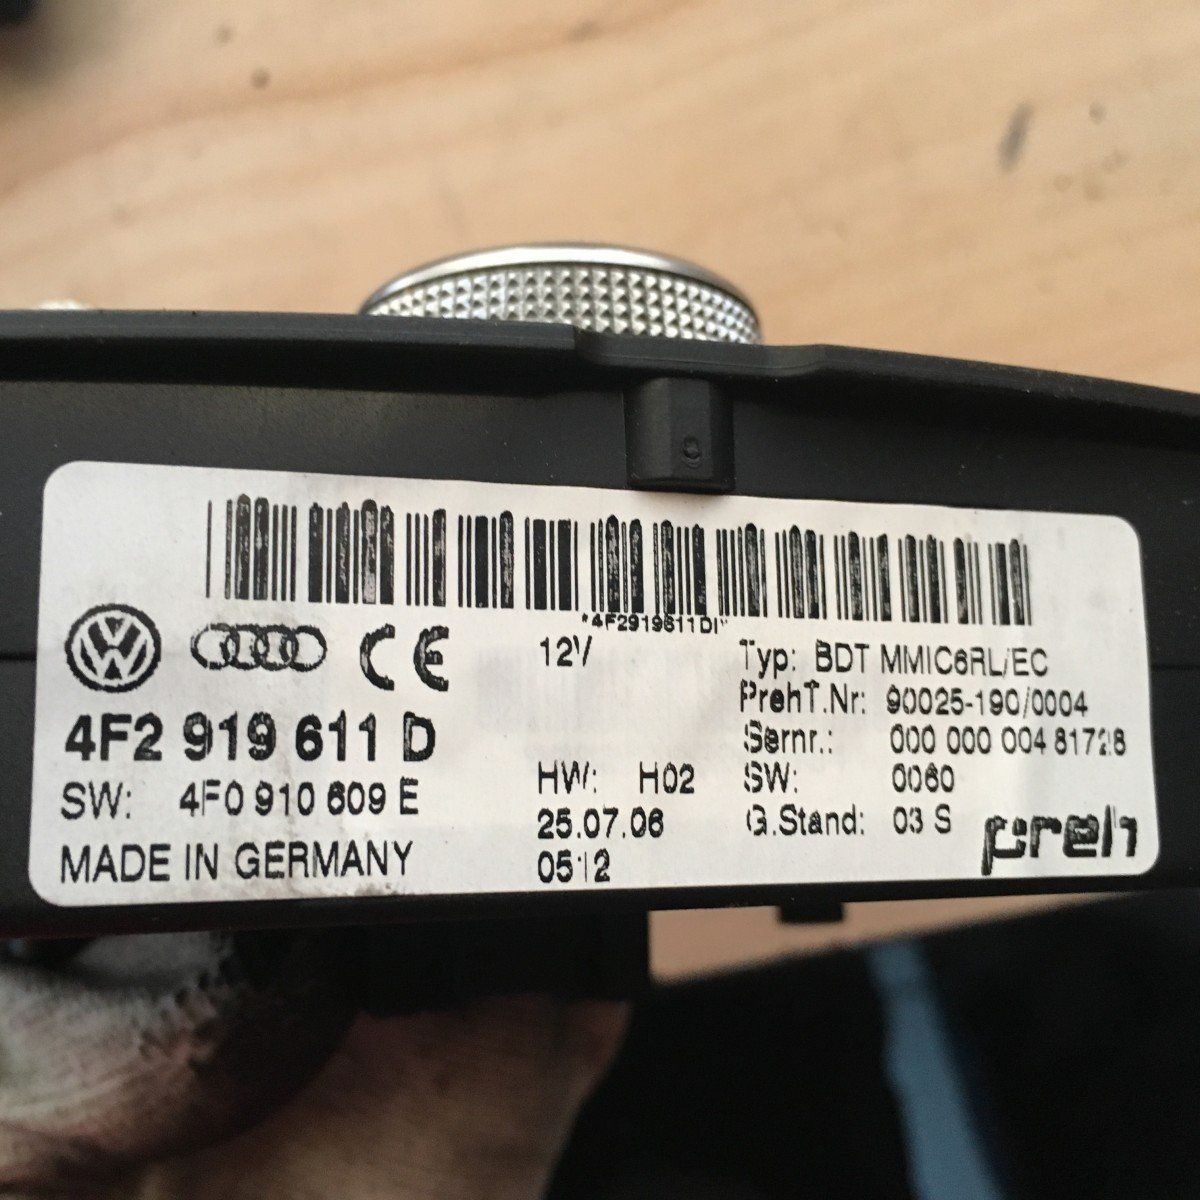 *4F2919611DI*
12V
Typ: BDT MMIC6RL/EC
PrehT.Nr: 90025-190/0004
4F2 919 611 D
Sernr.: 000 000 004 81728
SW: 4F0 910 609 E
HW: H02
SW: 0060
25.07.06
G.Stand: 03 S
preh
MADE IN GERMANY
0512